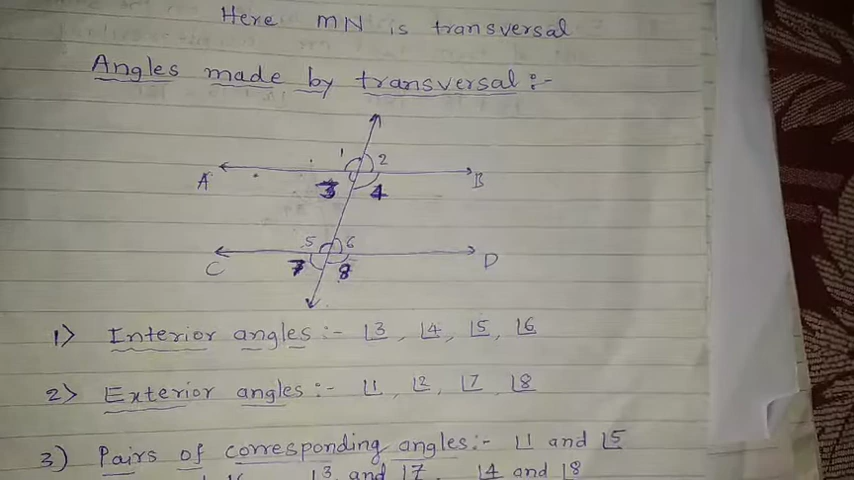 Here MN is transversal
Angles made by transversal :-
1 2
A B
3 4
5 6
C D
7 8
1) Interior angles :- ∠3, ∠4, ∠5, ∠6
2) Exterior angles :- ∠1, ∠2, ∠7, ∠8
3) Pairs of corresponding angles :- ∠1 and ∠5
∠3 and ∠7, ∠4 and ∠8